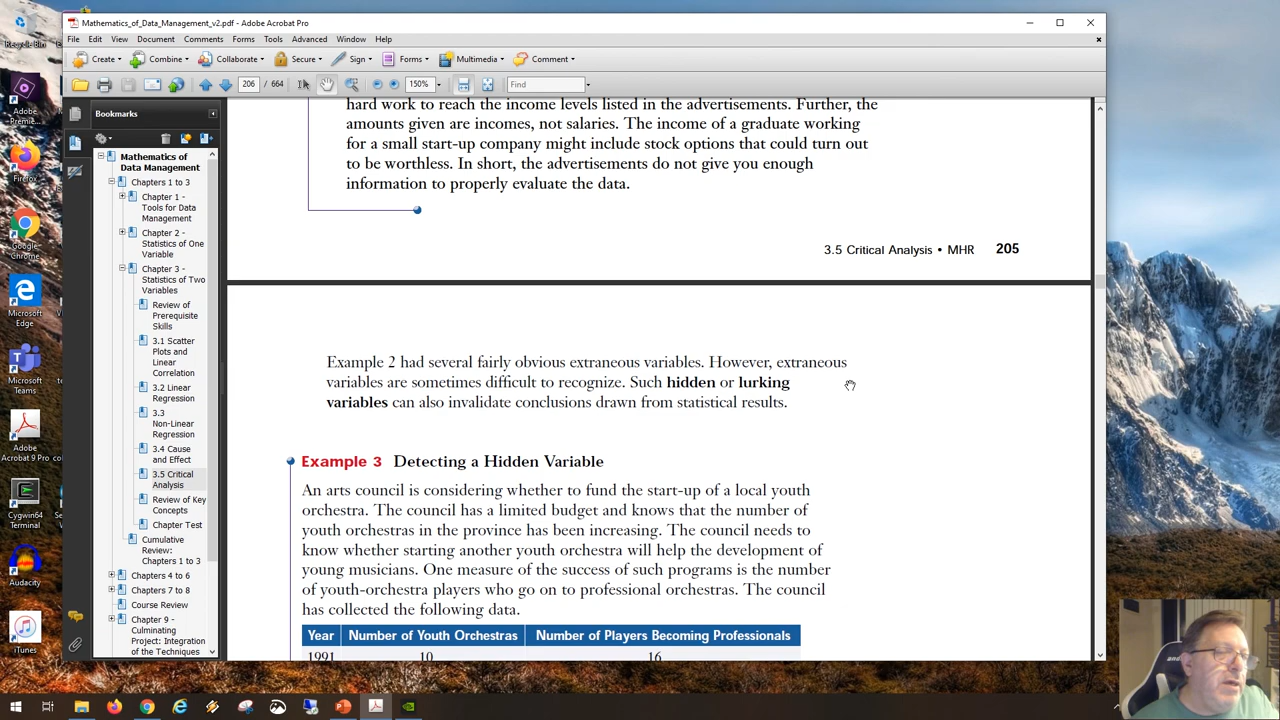 Mathematics_of_Data_Management_v2.pdf - Adobe Acrobat Pro
File Edit View Document Comments Forms Tools Advanced Window Help
Create Combine Collaborate Secure Sign Forms Multimedia Comment
206 / 664 150% Find
Bookmarks
Mathematics of
Data Management
Chapters 1 to 3
Chapter 1 -
Tools for Data
Management
Chapter 2 -
Statistics of One
Variable
Chapter 3 -
Statistics of Two
Variables
Review of
Prerequisite
Skills
3.1 Scatter
Plots and
Linear
Correlation
3.2 Linear
Regression
3.3
Non-Linear
Regression
3.4 Cause
and Effect
3.5 Critical
Analysis
Review of Key
Concepts
Chapter Test
Cumulative
Review:
Chapters 1 to 3
Chapters 4 to 6
Chapters 7 to 8
Course Review
Chapter 9 -
Culminating
Project: Integration
of the Techniques
hard work to reach the income levels listed in the advertisements. Further, the
amounts given are incomes, not salaries. The income of a graduate working
for a small start-up company might include stock options that could turn out
to be worthless. In short, the advertisements do not give you enough
information to properly evaluate the data.
3.5 Critical Analysis • MHR 205
Example 2 had several fairly obvious extraneous variables. However, extraneous
variables are sometimes difficult to recognize. Such hidden or lurking
variables can also invalidate conclusions drawn from statistical results.
Example 3 Detecting a Hidden Variable
An arts council is considering whether to fund the start-up of a local youth
orchestra. The council has a limited budget and knows that the number of
youth orchestras in the province has been increasing. The council needs to
know whether starting another youth orchestra will help the development of
young musicians. One measure of the success of such programs is the number
of youth-orchestra players who go on to professional orchestras. The council
has collected the following data.
Year Number of Youth Orchestras Number of Players Becoming Professionals
1991 10 16
Recycle Bin
Adobe
Premie...
Firefox
Google
Chrome
Microsoft
Edge
Microsoft
Teams
Adobe
Acrobat 9 Pro
Cygwin64
Terminal
Audacity
iTunes